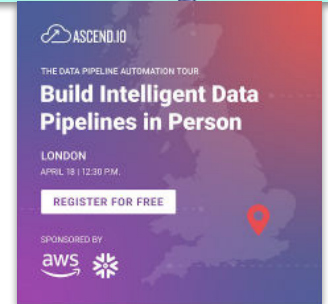 ASCEND.IO
THE DATA PIPELINE AUTOMATION TOUR
Build Intelligent Data
Pipelines in Person
LONDON
APRIL 18 | 12:30 P.M.
REGISTER FOR FREE
SPONSORED BY
aws